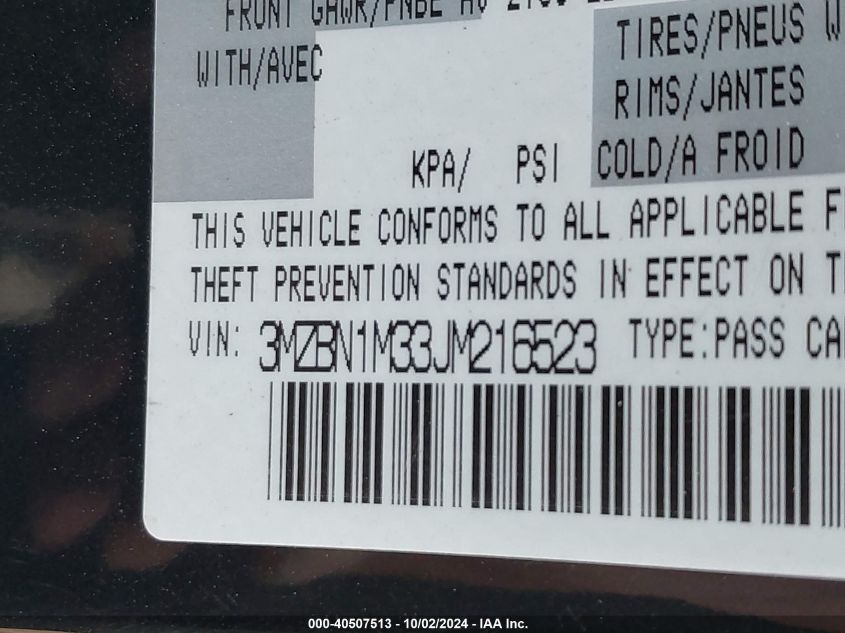 FRONT GAWR/PNBE AV
WITH/AVEC
TIRES/PNEUS W
RIMS/JANTES
KPA/ PSI COLD/A FROID
THIS VEHICLE CONFORMS TO ALL APPLICABLE F
THEFT PREVENTION STANDARDS IN EFFECT ON T
VIN: 3MZBN1M33JM216523 TYPE:PASS CA
000-40507513 - 10/02/2024 - IAA Inc.